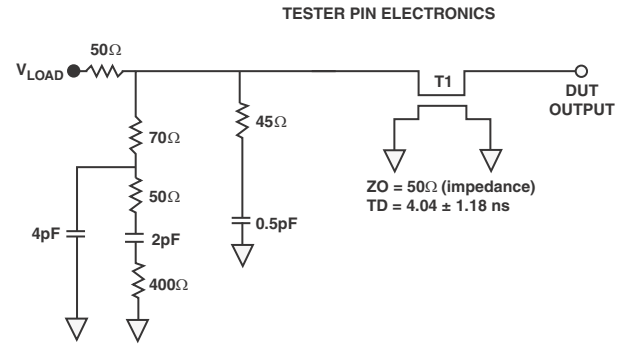 TESTER PIN ELECTRONICS
50Ω
VLOAD
T1
DUT
OUTPUT
70Ω
45Ω
50Ω
4pF
2pF
0.5pF
400Ω
ZO = 50Ω (impedance)
TD = 4.04 ± 1.18 ns